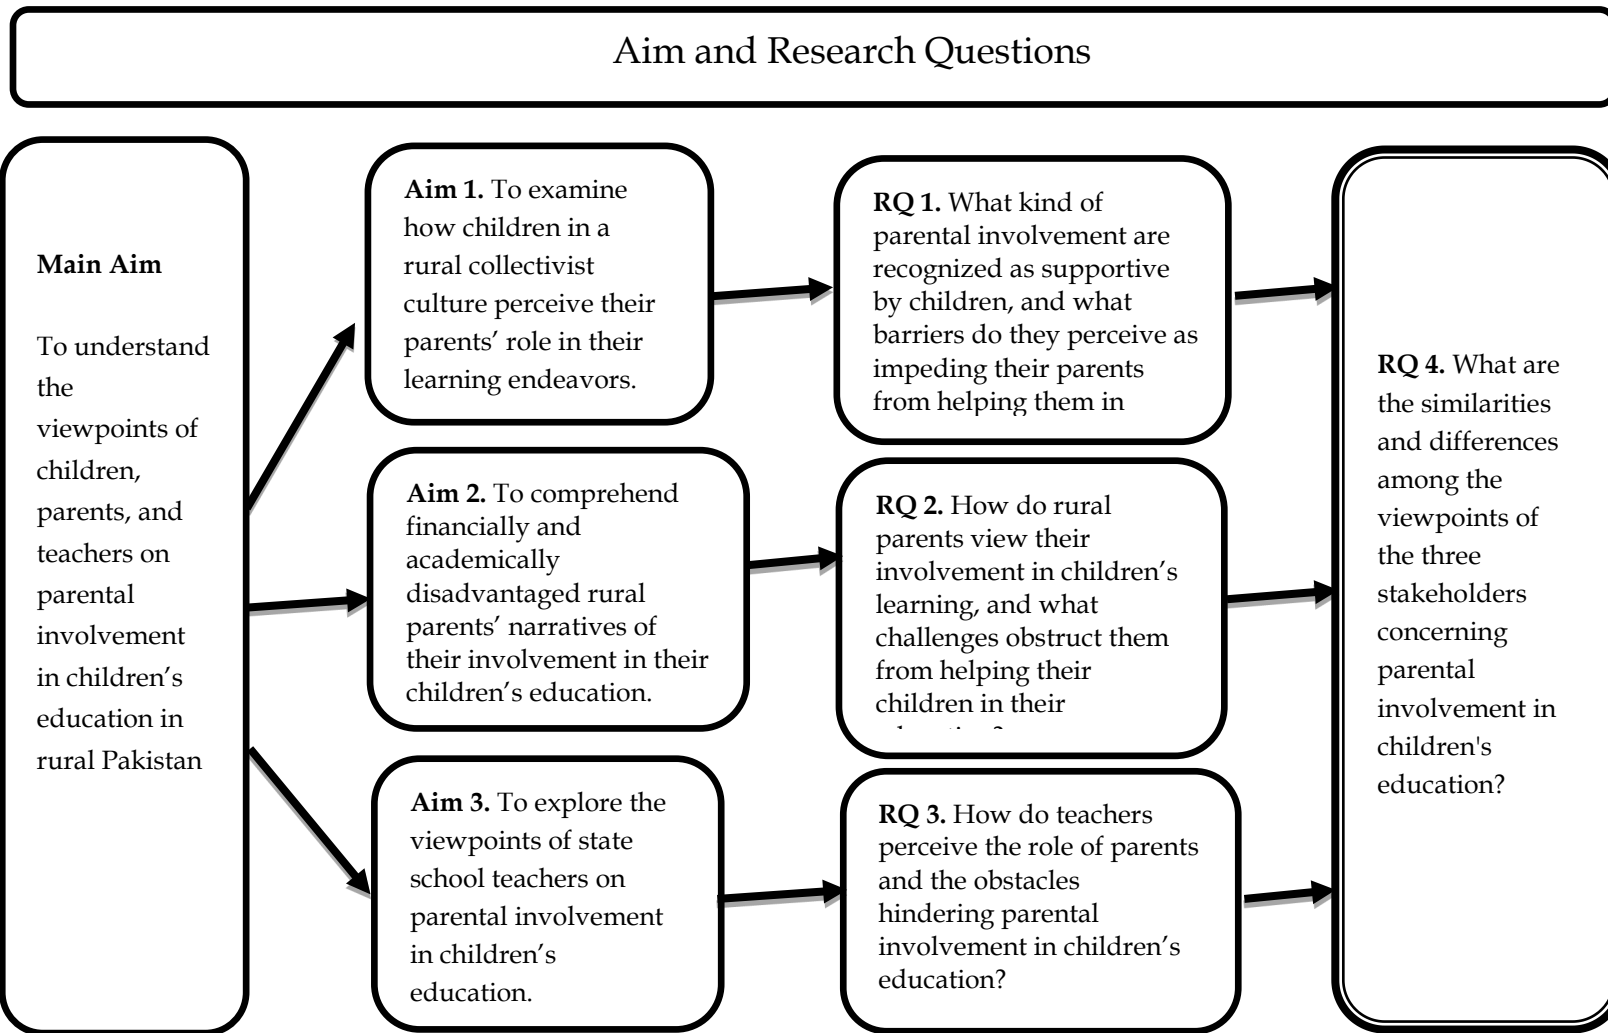 Aim and Research Questions
Main Aim
To understand
the
viewpoints of
children,
parents, and
teachers on
parental
involvement
in children’s
education in
rural Pakistan
Aim 1. To examine
how children in a
rural collectivist
culture perceive their
parents’ role in their
learning endeavors.
Aim 2. To comprehend
financially and
academically
disadvantaged rural
parents’ narratives of
their involvement in their
children’s education.
Aim 3. To explore the
viewpoints of state
school teachers on
parental involvement
in children’s
education.
RQ 1. What kind of
parental involvement are
recognized as supportive
by children, and what
barriers do they perceive as
impeding their parents
from helping them in
RQ 2. How do rural
parents view their
involvement in children’s
learning, and what
challenges obstruct them
from helping their
children in their
RQ 3. How do teachers
perceive the role of parents
and the obstacles
hindering parental
involvement in children’s
education?
RQ 4. What are
the similarities
and differences
among the
viewpoints of
the three
stakeholders
concerning
parental
involvement in
children's
education?